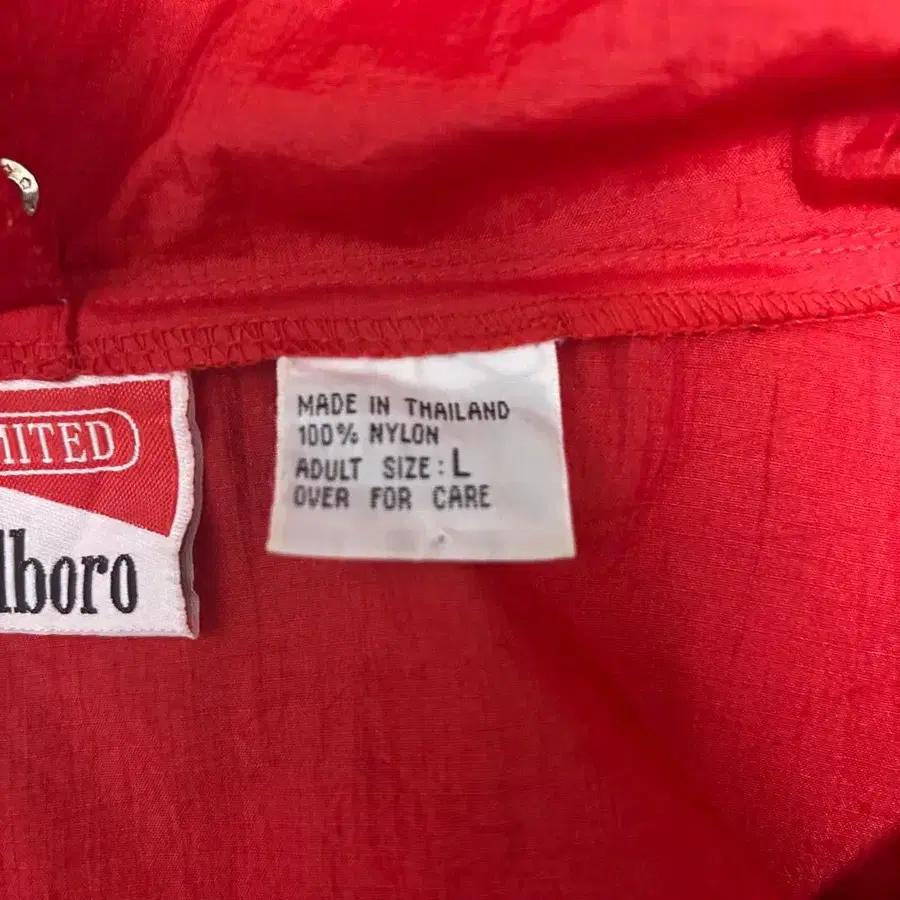 MITED
lboro
MADE IN THAILAND
100% NYLON
ADULT SIZE: L
OVER FOR CARE